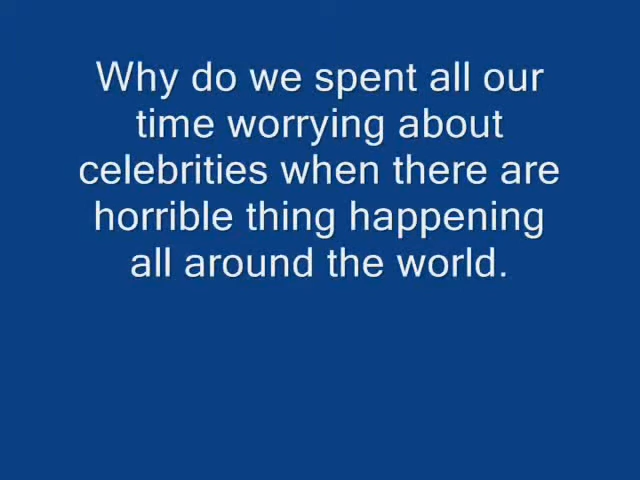 Why do we spent all our
time worrying about
celebrities when there are
horrible thing happening
all around the world.